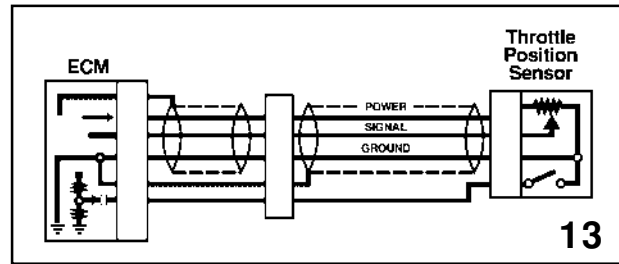 Throttle
Position
Sensor
ECM
POWER
SIGNAL
GROUND
13